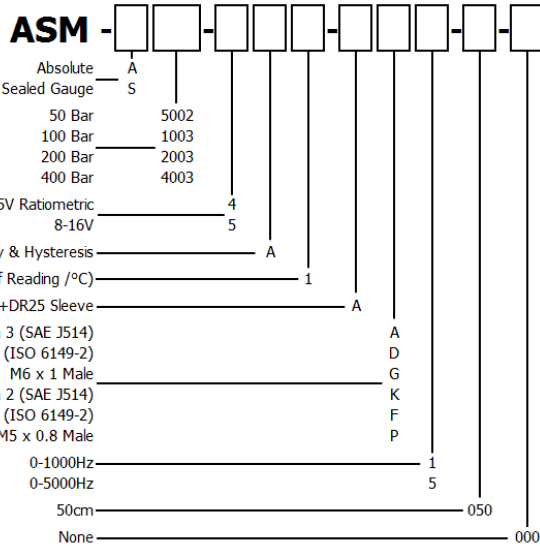 ASM - - - - -
Absolute A
Sealed Gauge S
50 Bar 5002
100 Bar 1003
200 Bar 2003
400 Bar 4003
5V Ratiometric 4
8-16V 5
& Hysteresis A
Reading /°C) 1
+DR25 Sleeve A
3 (SAE J514) A
(ISO 6149-2) D
M6 x 1 Male G
2 (SAE J514) K
(ISO 6149-2) F
M5 x 0.8 Male P
0-1000Hz 1
0-5000Hz 5
50cm 050
None 000